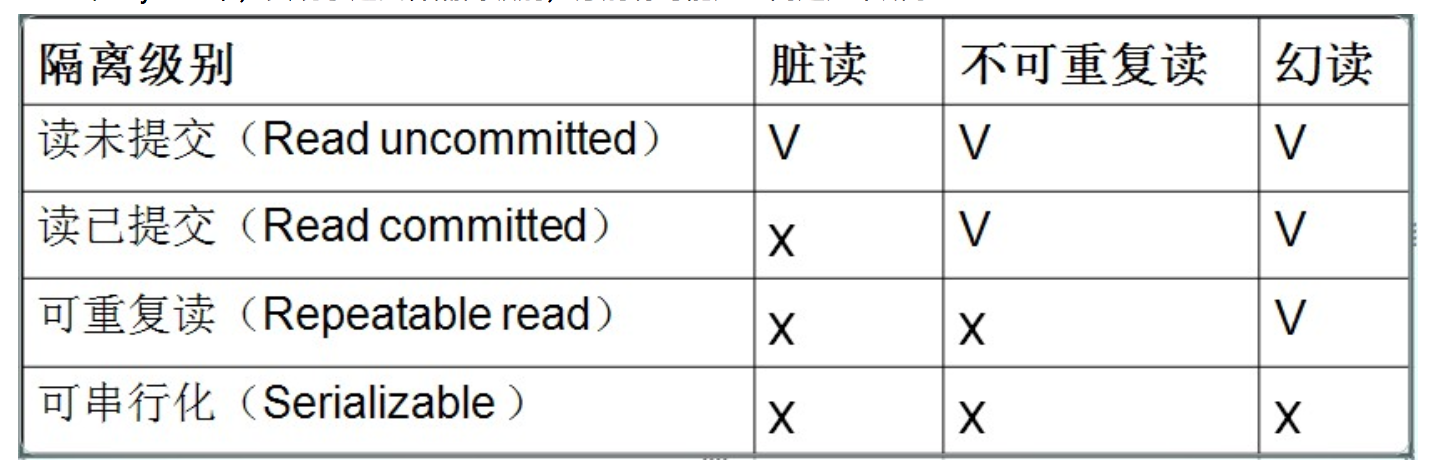 隔离级别 脏读 不可重复读 幻读
读未提交（Read uncommitted） V V V
读已提交（Read committed） x V V
可重复读（Repeatable read） x x V
可串行化（Serializable ） x x x